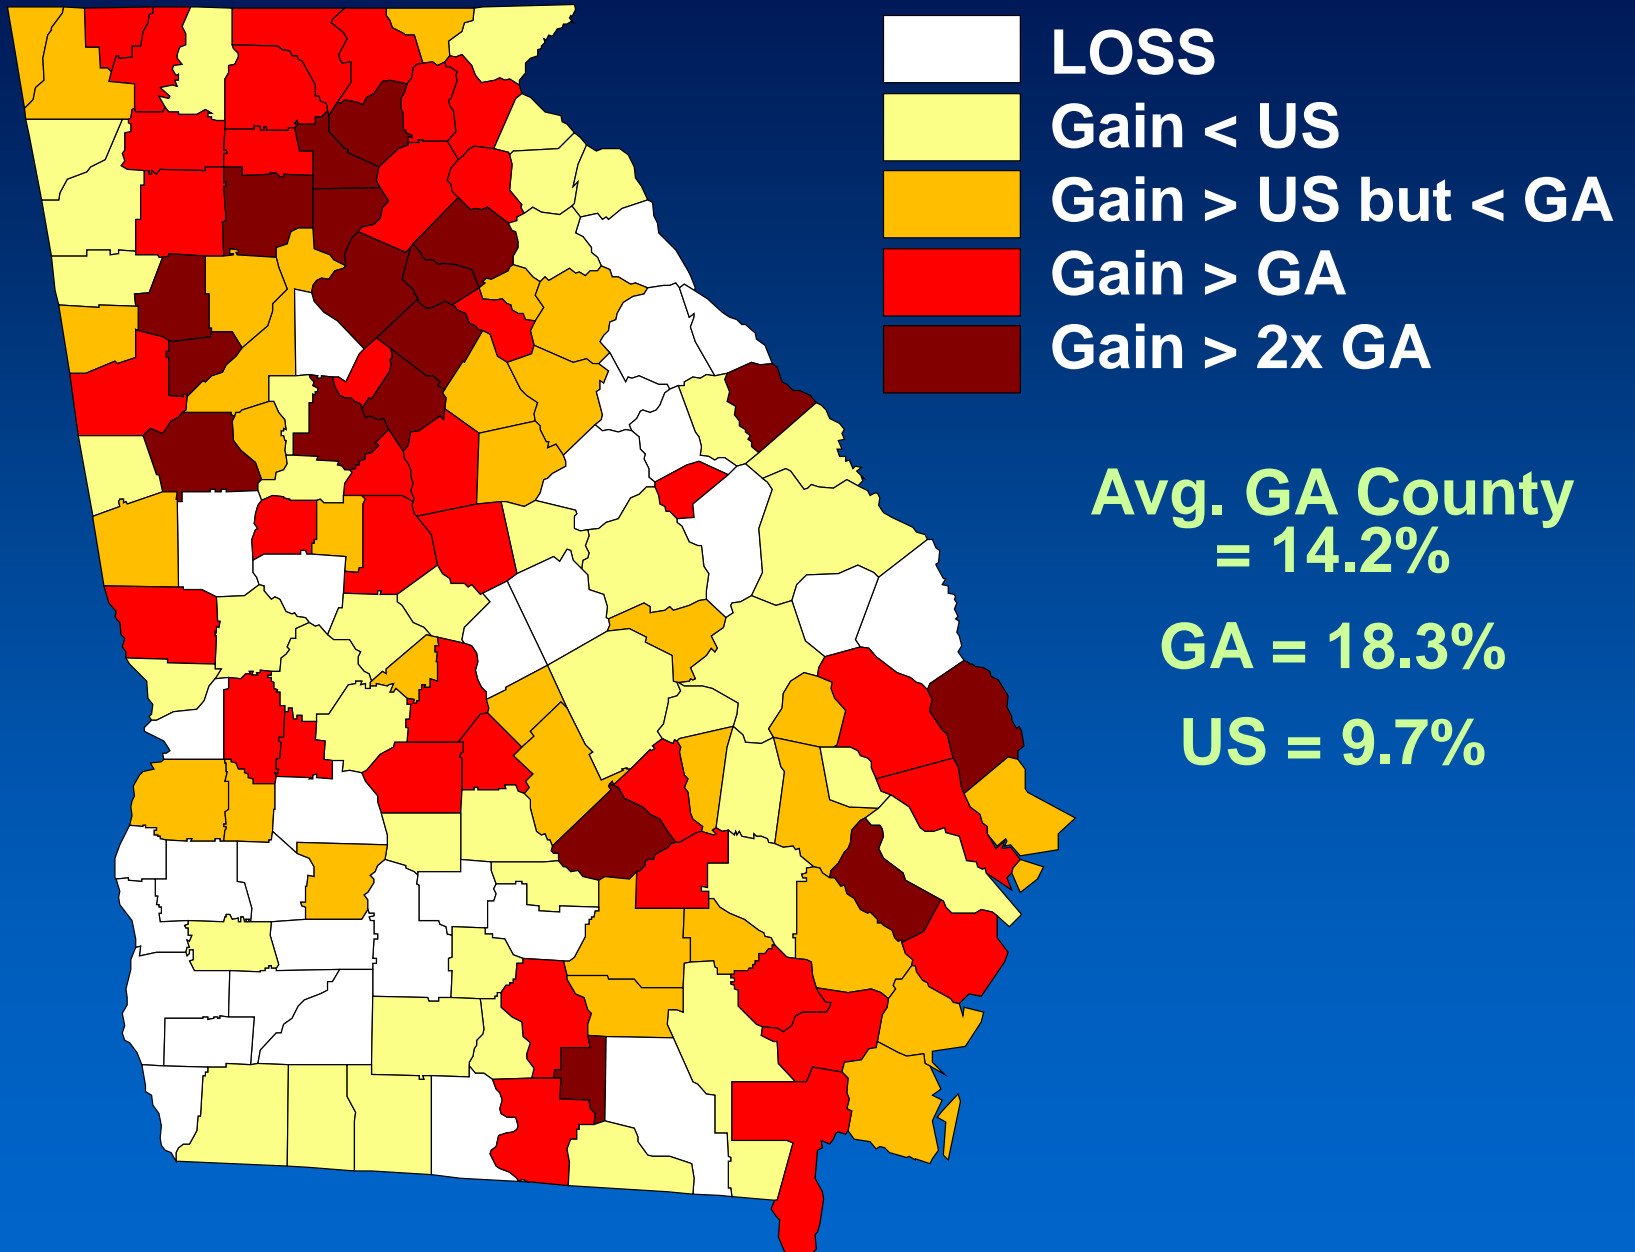 LOSS
Gain < US
Gain > US but < GA
Gain > GA
Gain > 2x GA
Avg. GA County
= 14.2%
GA = 18.3%
US = 9.7%